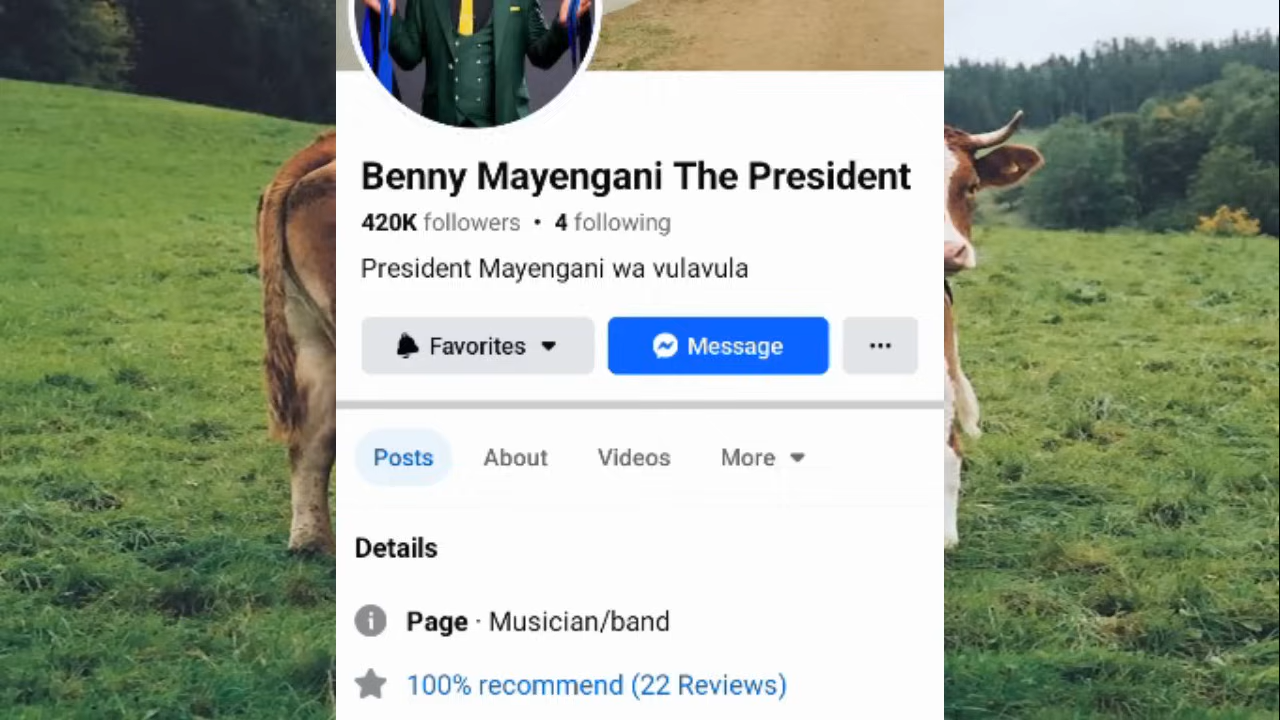 Benny Mayengani The President
420K followers • 4 following
President Mayengani wa vulavula
Favorites
Message
Posts
About
Videos
More
Details
Page · Musician/band
100% recommend (22 Reviews)